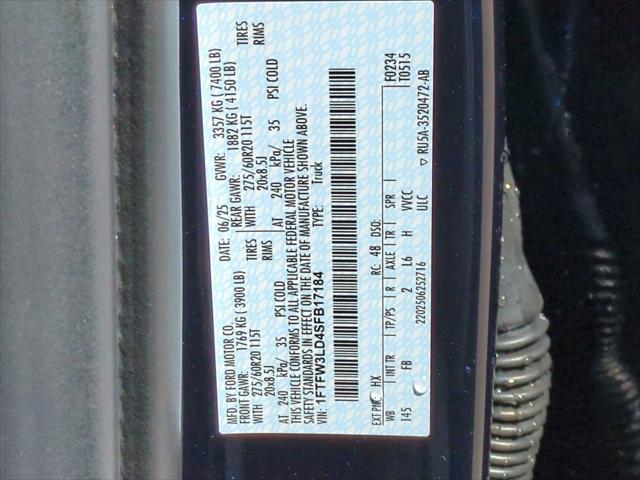 MFD. BY FORD MOTOR CO.
DATE: 06/25 GVWR: 3357 KG ( 7400 LB)
FRONT GAWR: 1769 KG ( 3900 LB) REAR GAWR: 1882 KG ( 4150 LB)
WITH 275/60R20 115T TIRES WITH 275/60R20 115T TIRES
20x8.5J RIMS 20x8.5J RIMS
AT 240 kPa/ 35 PSI COLD AT 240 kPa/ 35 PSI COLD
THIS VEHICLE CONFORMS TO ALL APPLICABLE FEDERAL MOTOR VEHICLE
SAFETY STANDARDS IN EFFECT ON THE DATE OF MANUFACTURE SHOWN ABOVE.
VIN: 1FTFW3LD4SFB17184 TYPE: Truck
F0234
T0515
EXT PNT: HX RC: 48 DSO:
WB INT TR TP/PS R AXLE TR SPR
145 FB 2 L6 H VVCC
2202506252716 ULC ▽ RU5A-3520472-AB